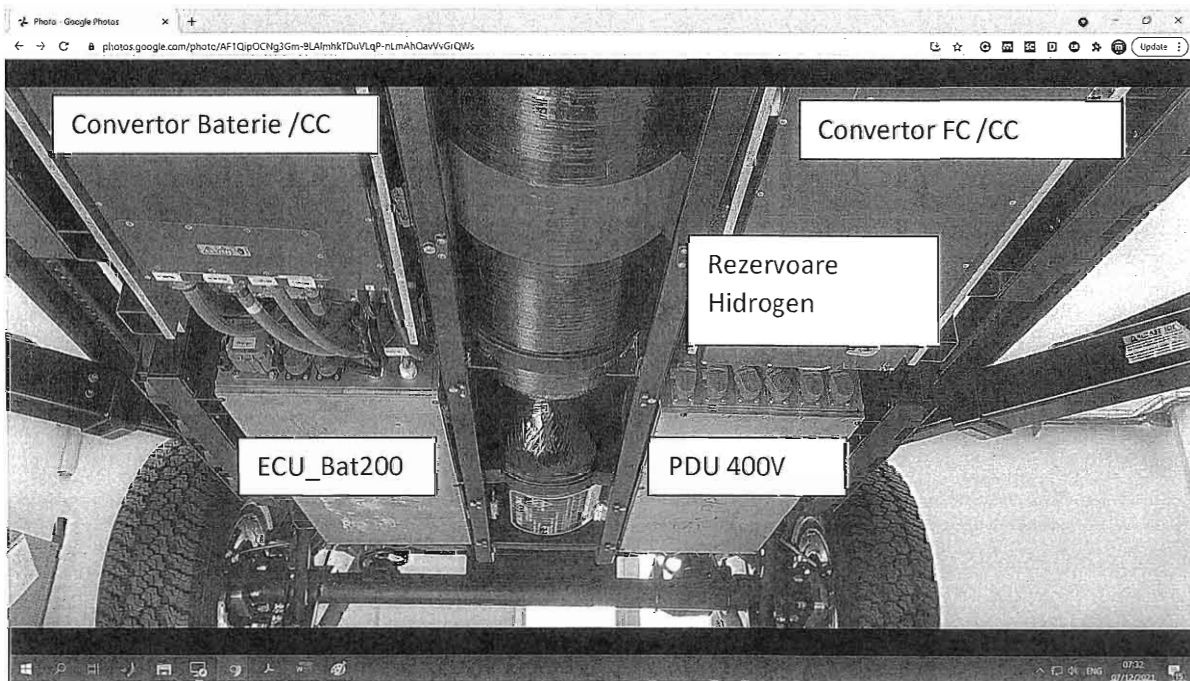 Photo - Google Photos
photos.google.com/photo/AF1QipOCNg3Gm-9LAlmhkTDuVLqP-nLmAhQavVvGrQWs
Update
Convertor Baterie /CC
Convertor FC /CC
Rezervoare
Hidrogen
ECU_Bat200
PDU 400V
ENG
07:32
07/12/2021